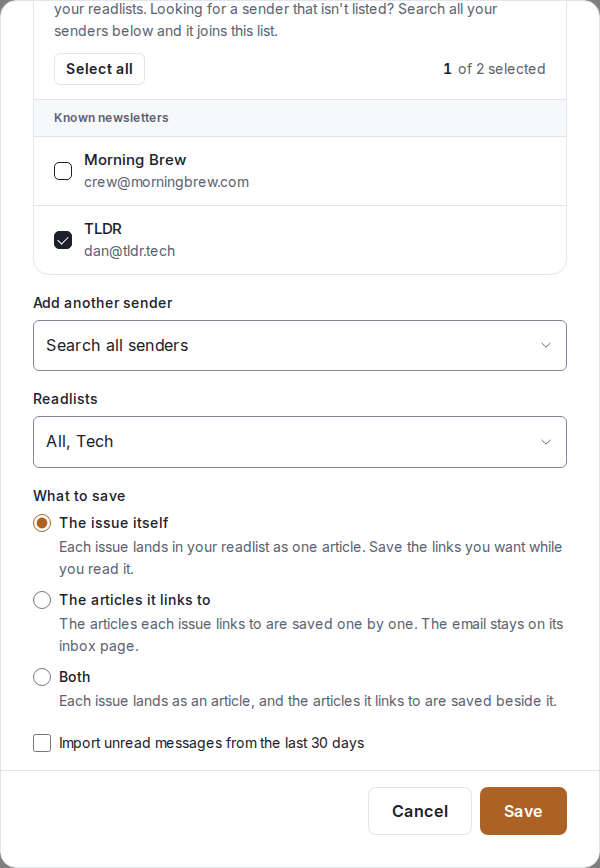 your readlists. Looking for a sender that isn't listed? Search all your
senders below and it joins this list.
Select all
1 of 2 selected
Known newsletters
Morning Brew
crew@morningbrew.com
TLDR
dan@tldr.tech
Add another sender
Search all senders
Readlists
All, Tech
What to save
The issue itself
Each issue lands in your readlist as one article. Save the links you want while
you read it.
The articles it links to
The articles each issue links to are saved one by one. The email stays on its
inbox page.
Both
Each issue lands as an article, and the articles it links to are saved beside it.
Import unread messages from the last 30 days
Cancel
Save